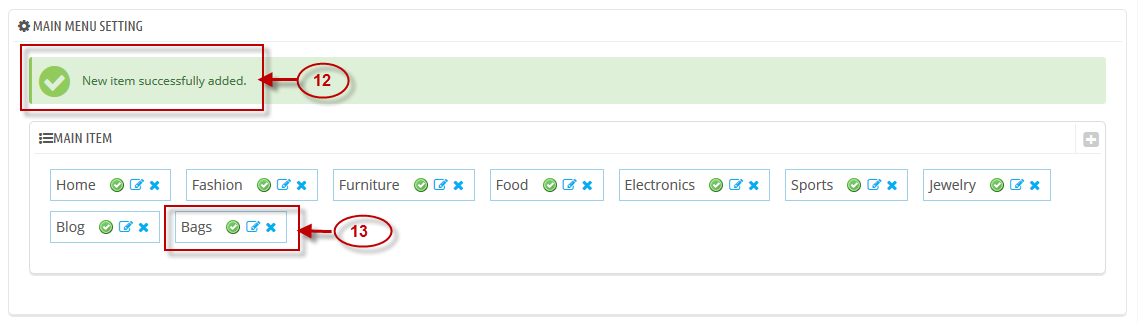 MAIN MENU SETTING
New item successfully added.
12
MAIN ITEM
Home Fashion Furniture Food Electronics Sports Jewelry
Blog Bags
13